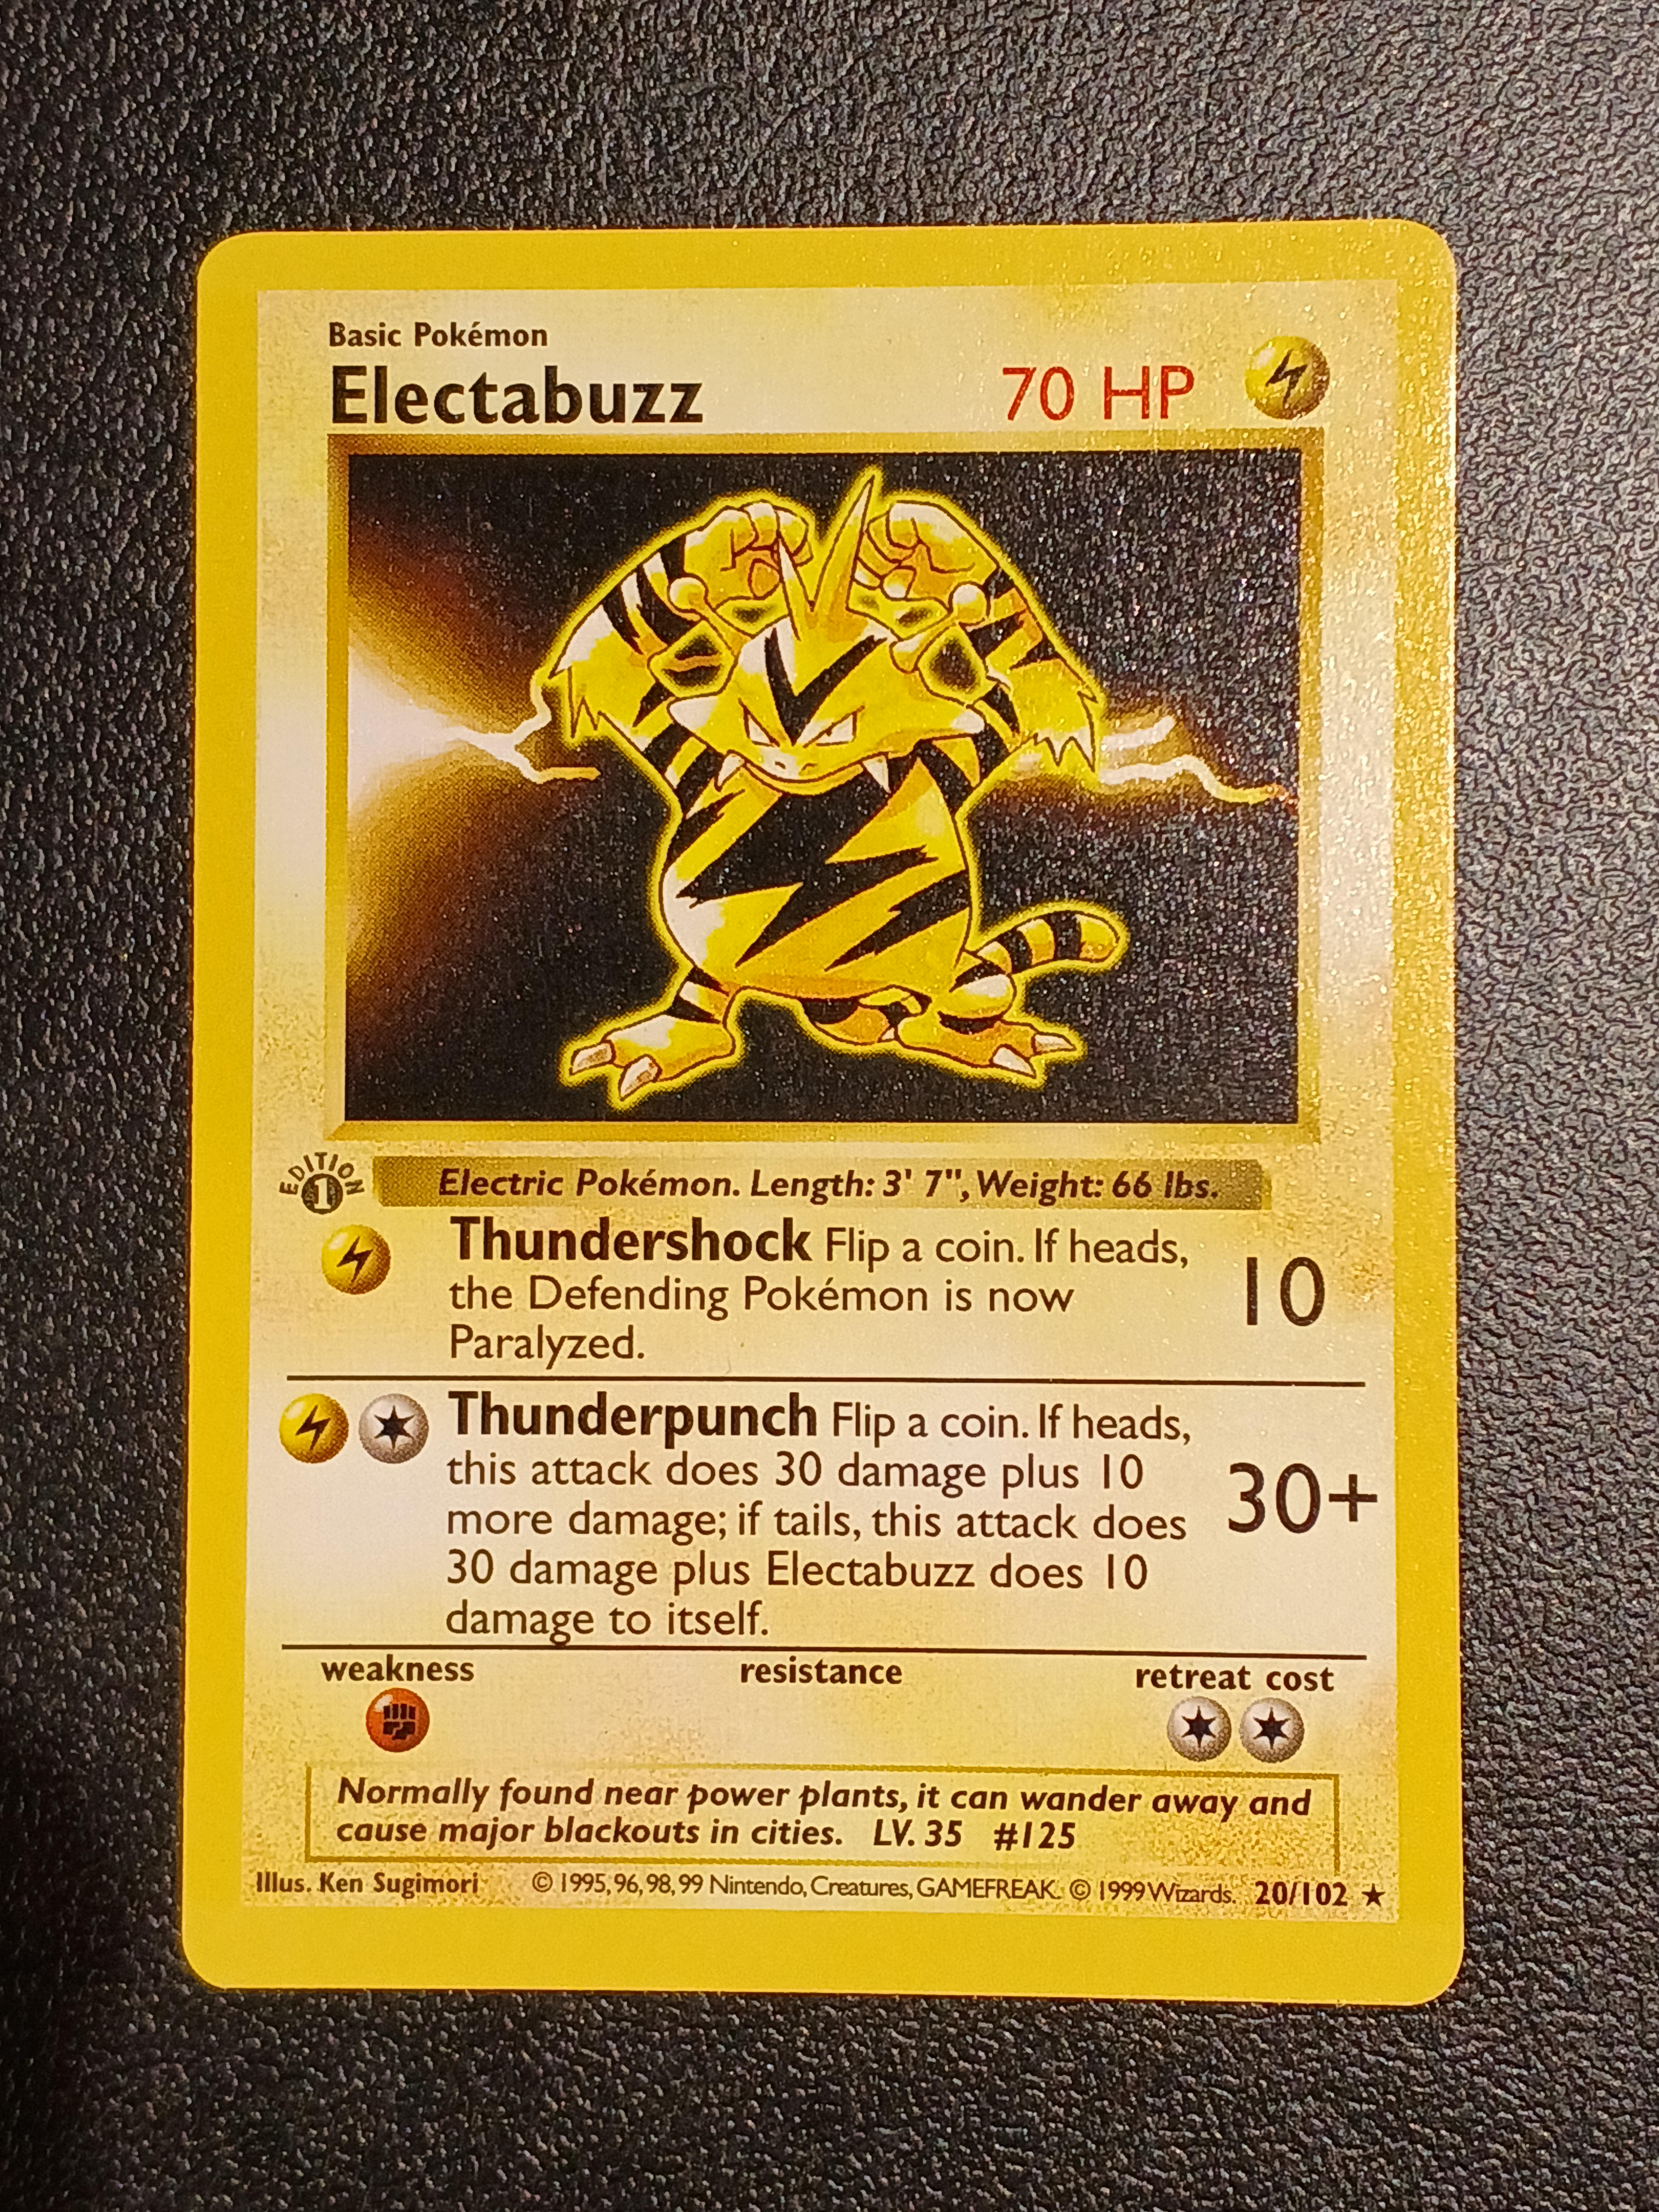 Basic Pokémon
Electabuzz 70 HP
EDITION
1
Electric Pokémon. Length: 3' 7", Weight: 66 lbs.
Thundershock Flip a coin. If heads,
the Defending Pokémon is now
Paralyzed.
10
Thunderpunch Flip a coin. If heads,
this attack does 30 damage plus 10
more damage; if tails, this attack does
30 damage plus Electabuzz does 10
damage to itself.
30+
weakness resistance retreat cost
Normally found near power plants, it can wander away and
cause major blackouts in cities. LV. 35 #125
Illus. Ken Sugimori © 1995, 96, 98, 99 Nintendo, Creatures, GAMEFREAK. © 1999 Wizards. 20/102 ★